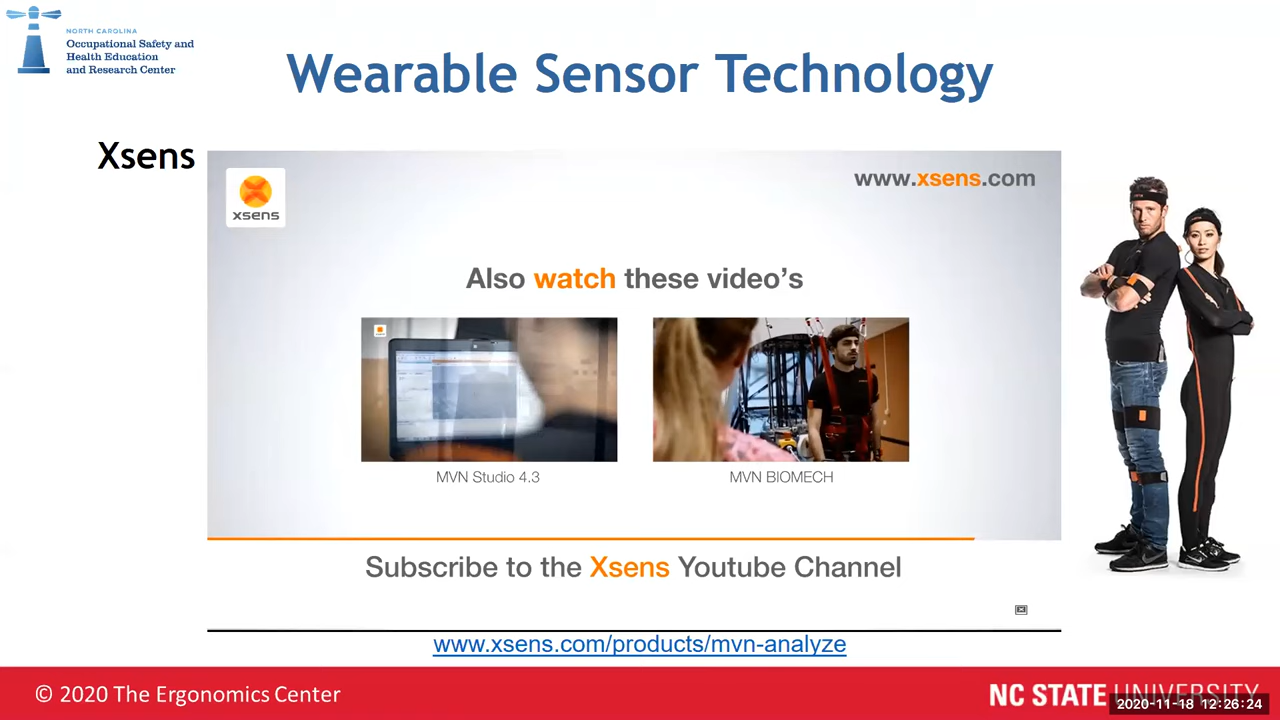 NORTH CAROLINA
Occupational Safety and
Health Education
and Research Center
Wearable Sensor Technology
Xsens
xsens
www.xsens.com
Also watch these video's
MVN Studio 4.3
MVN BIOMECH
Subscribe to the Xsens Youtube Channel
www.xsens.com/products/mvn-analyze
© 2020 The Ergonomics Center
NC STATE UNIVERSITY
2020-11-18 12:26:24